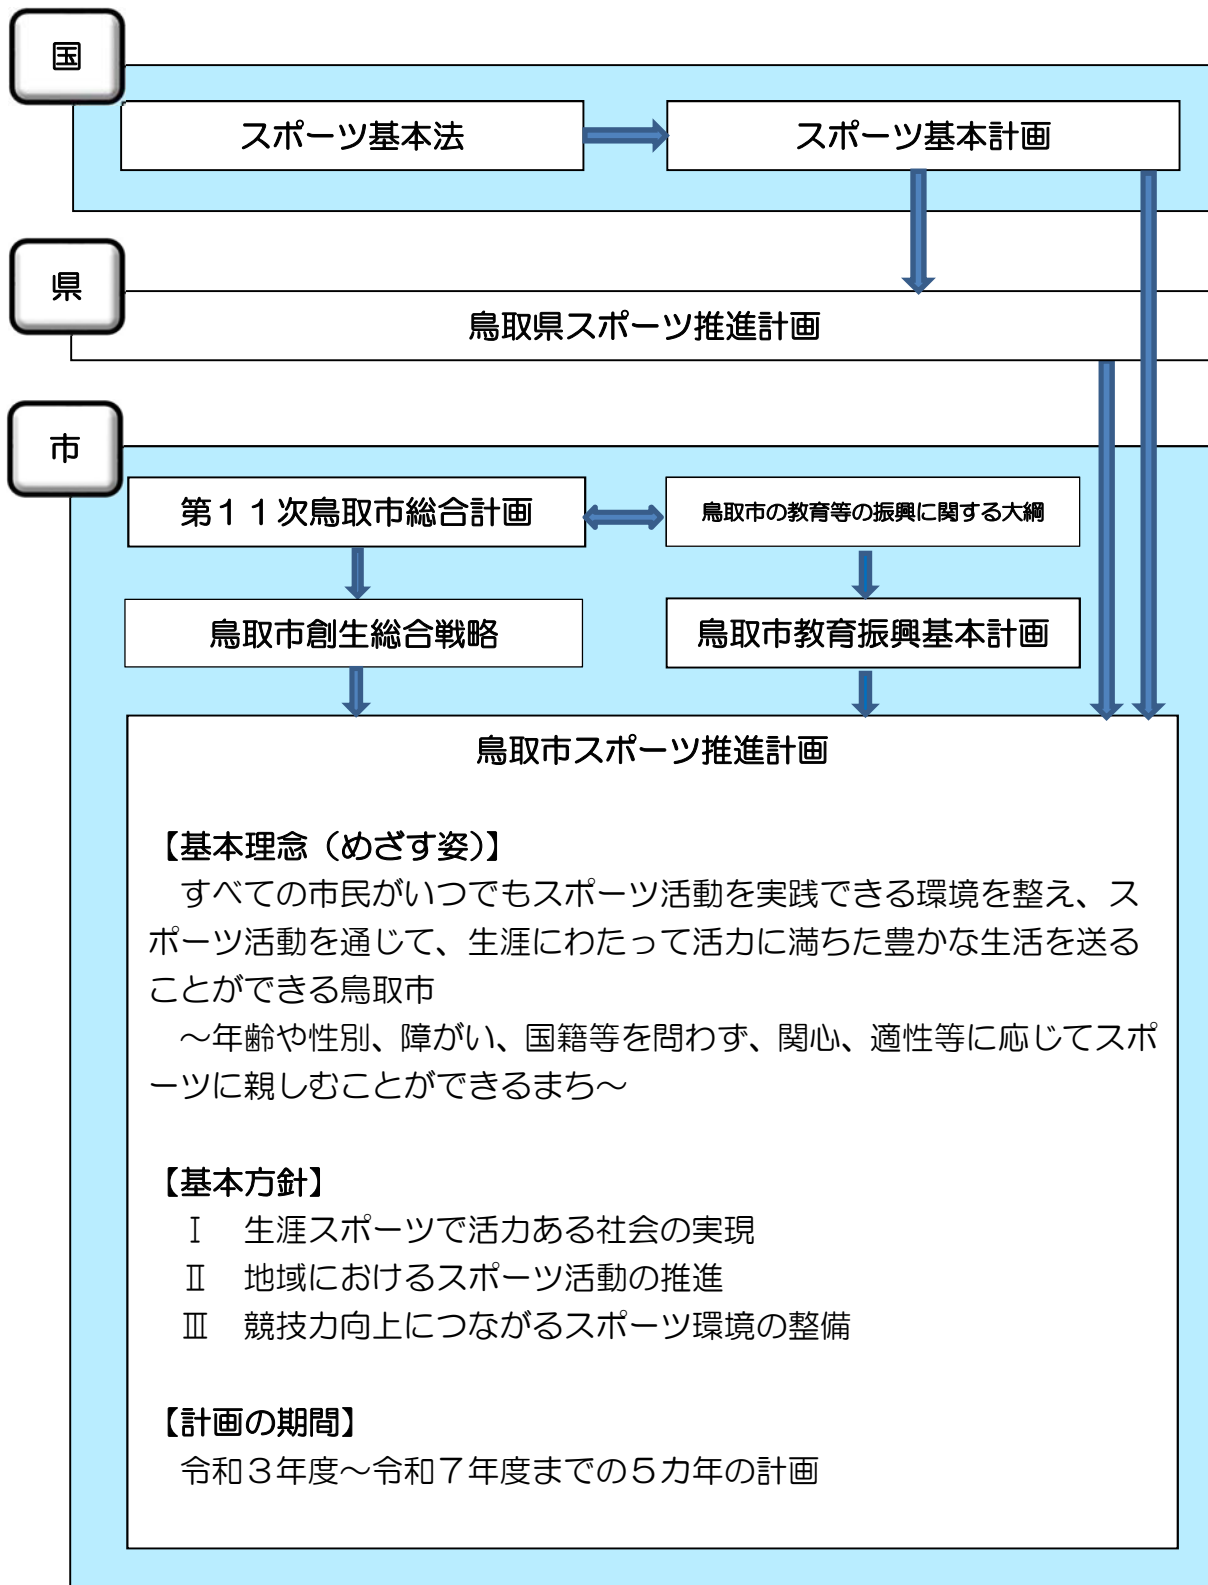 国
スポーツ基本法
スポーツ基本計画
県
鳥取県スポーツ推進計画
市
第１１次鳥取市総合計画
鳥取市の教育等の振興に関する大綱
鳥取市創生総合戦略
鳥取市教育振興基本計画
鳥取市スポーツ推進計画
【基本理念（めざす姿）】
すべての市民がいつでもスポーツ活動を実践できる環境を整え、ス
ポーツ活動を通じて、生涯にわたって活力に満ちた豊かな生活を送る
ことができる鳥取市
～年齢や性別、障がい、国籍等を問わず、関心、適性等に応じてスポ
ーツに親しむことができるまち～
【基本方針】
Ⅰ　生涯スポーツで活力ある社会の実現
Ⅱ　地域におけるスポーツ活動の推進
Ⅲ　競技力向上につながるスポーツ環境の整備
【計画の期間】
令和３年度～令和７年度までの５カ年の計画